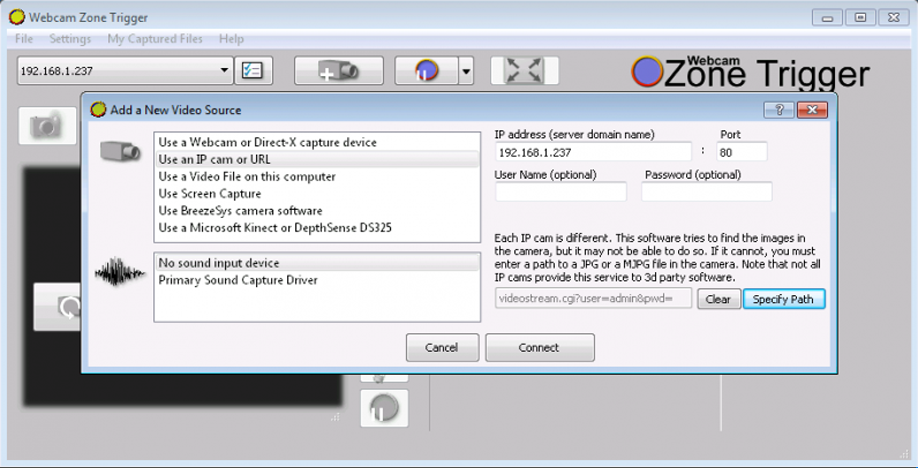 Webcam Zone Trigger
File Settings My Captured Files Help
192.168.1.237
Webcam
Zone Trigger
Add a New Video Source
?
Use a Webcam or Direct-X capture device
Use an IP cam or URL
Use a Video File on this computer
Use Screen Capture
Use BreezeSys camera software
Use a Microsoft Kinect or DepthSense DS325
No sound input device
Primary Sound Capture Driver
IP address (server domain name) Port
192.168.1.237 : 80
User Name (optional) Password (optional)
Each IP cam is different. This software tries to find the images in
the camera, but it may not be able to do so. If it cannot, you must
enter a path to a JPG or a MJPG file in the camera. Note that not all
IP cams provide this service to 3d party software.
videostream.cgi?user=admin&pwd= Clear Specify Path
Cancel Connect